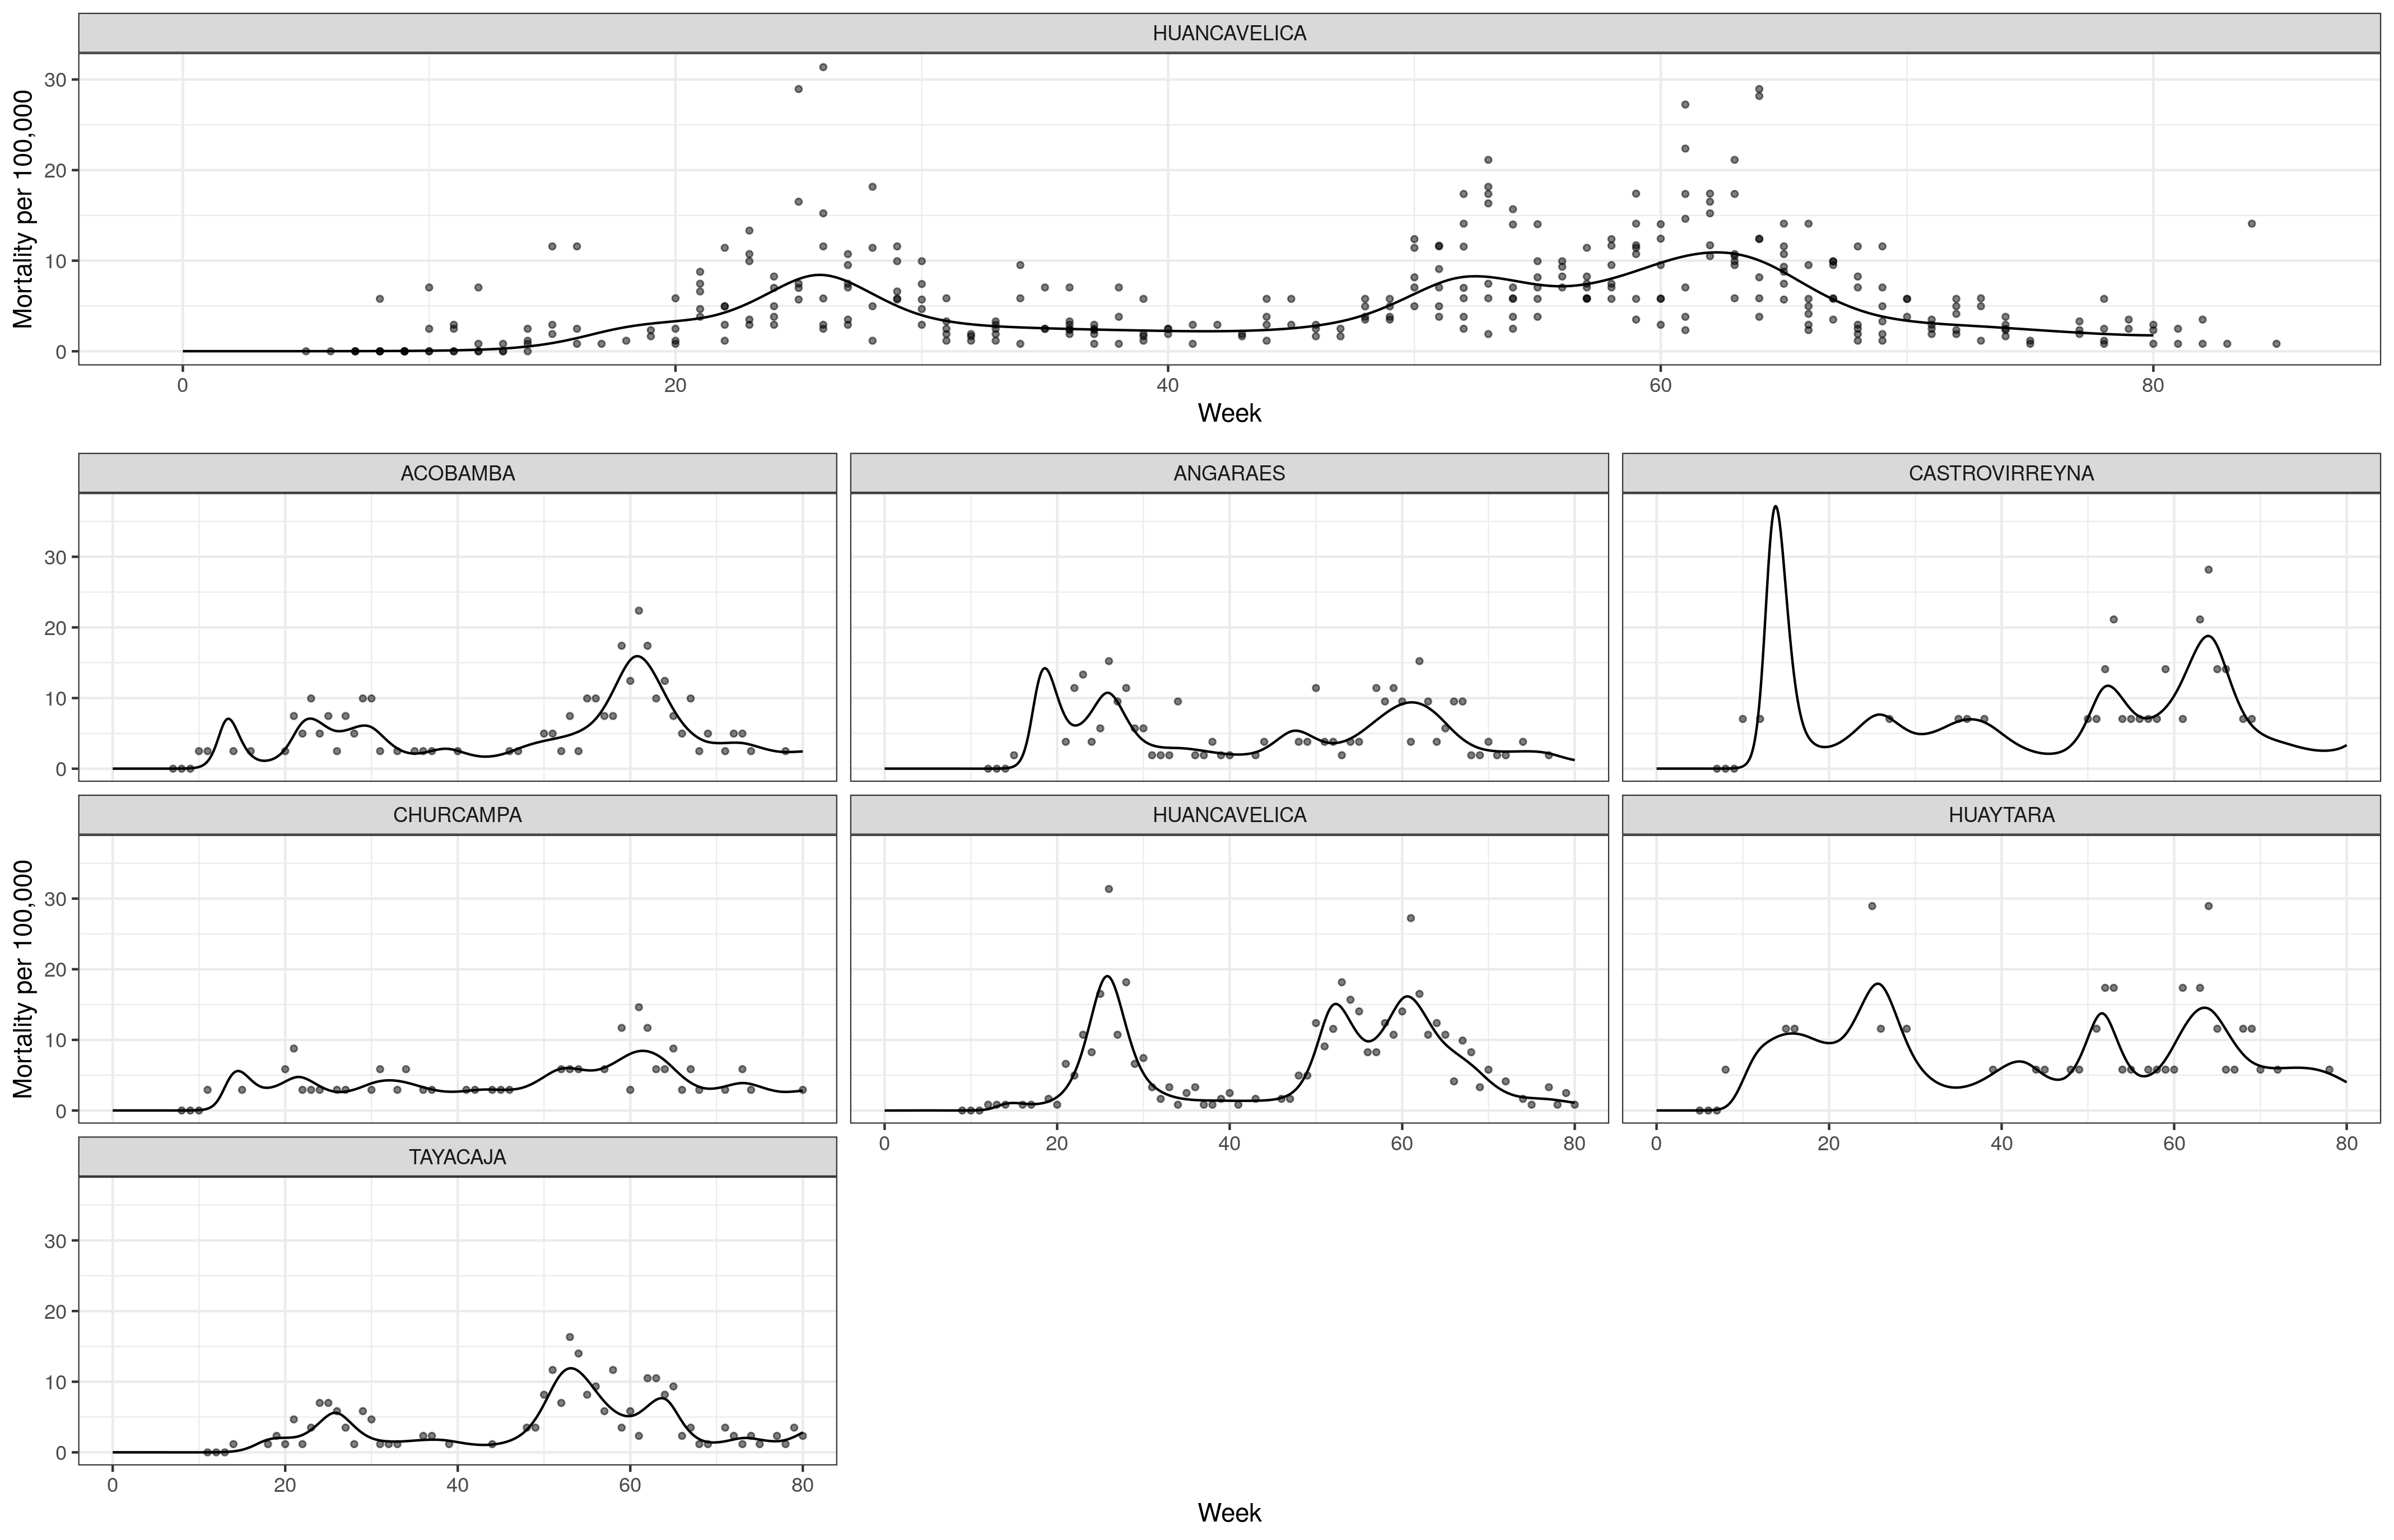 HUANCAVELICA
Mortality per 100,000
30
20
10
0
0 20 40 60 80
Week
ACOBAMBA ANGARAES CASTROVIRREYNA
30
20
10
0
CHURCAMPA HUANCAVELICA HUAYTARA
Mortality per 100,000
30
20
10
0
0 20 40 60 80 0 20 40 60 80
TAYACAJA
30
20
10
0
0 20 40 60 80
Week